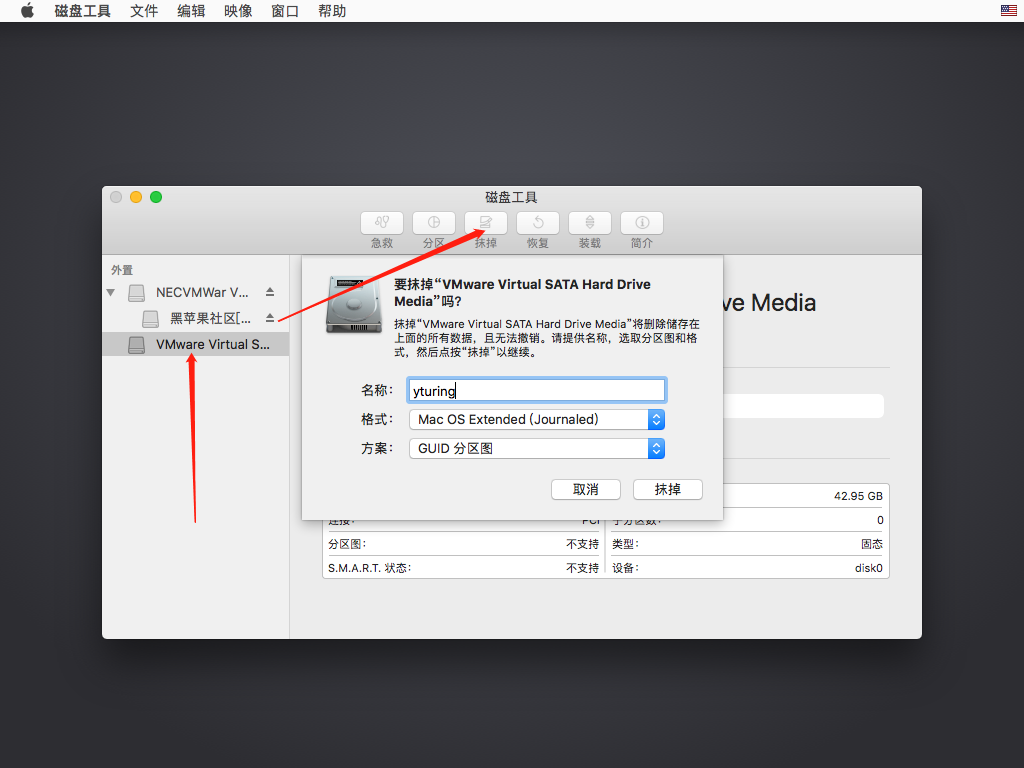 磁盘工具 文件 编辑 映像 窗口 帮助
磁盘工具
急救 分区 抹掉 恢复 装载 简介
外置
NECVMWar V...
黑苹果社区[...
VMware Virtual S...
要抹掉“VMware Virtual SATA Hard Drive
Media”吗?
抹掉“VMware Virtual SATA Hard Drive Media”将删除储存在
上面的所有数据，且无法撤销。请提供名称，选取分区图和格
式，然后点按“抹掉”以继续。
ve Media
名称： yturing
格式： Mac OS Extended (Journaled)
方案： GUID 分区图
取消 抹掉
42.95 GB
连接： PCI 子分区数： 0
分区图： 不支持 类型： 固态
S.M.A.R.T. 状态： 不支持 设备： disk0